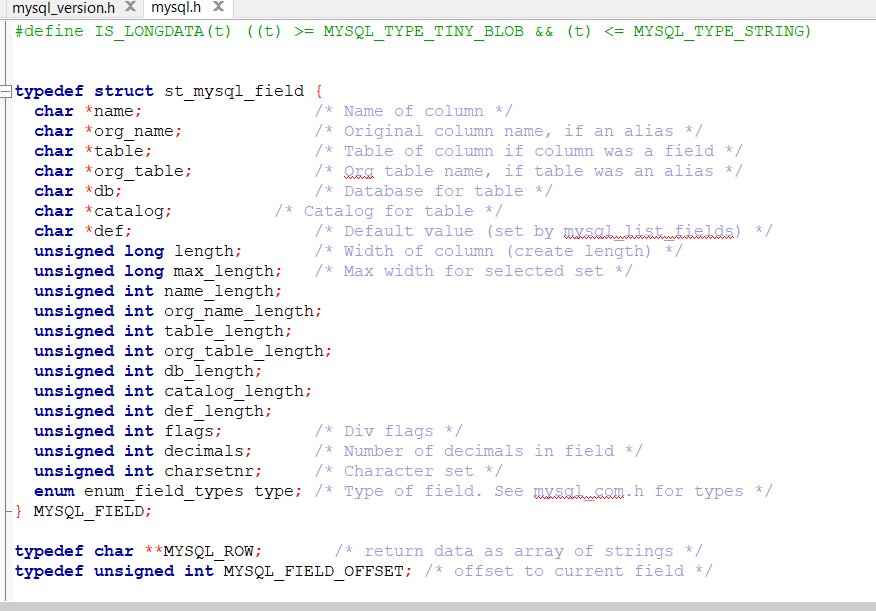 mysql_version.h X mysql.h X
#define IS_LONGDATA(t) ((t) >= MYSQL_TYPE_TINY_BLOB && (t) <= MYSQL_TYPE_STRING)
typedef struct st_mysql_field {
char *name; /* Name of column */
char *org_name; /* Original column name, if an alias */
char *table; /* Table of column if column was a field */
char *org_table; /* Org table name, if table was an alias */
char *db; /* Database for table */
char *catalog; /* Catalog for table */
char *def; /* Default value (set by mysql_list_fields) */
unsigned long length; /* Width of column (create length) */
unsigned long max_length; /* Max width for selected set */
unsigned int name_length;
unsigned int org_name_length;
unsigned int table_length;
unsigned int org_table_length;
unsigned int db_length;
unsigned int catalog_length;
unsigned int def_length;
unsigned int flags; /* Div flags */
unsigned int decimals; /* Number of decimals in field */
unsigned int charsetnr; /* Character set */
enum enum_field_types type; /* Type of field. See mysql_com.h for types */
} MYSQL_FIELD;
typedef char **MYSQL_ROW; /* return data as array of strings */
typedef unsigned int MYSQL_FIELD_OFFSET; /* offset to current field */